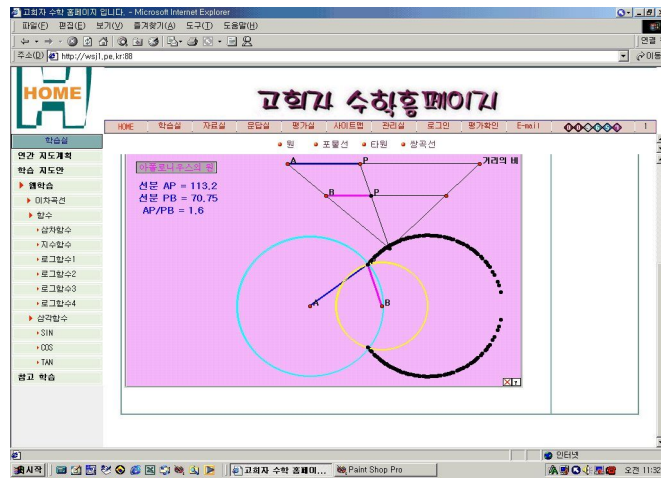 고희자 수학 홈페이지 입니다. - Microsoft Internet Explorer
파일(F) 편집(E) 보기(V) 즐겨찾기(A) 도구(T) 도움말(H)
연결
주소(D) http://wsj1.pe.kr:88
이동
HOME
고희자 수학홈페이지
HOME 학습실 자료실 문답실 평가실 사이트맵 관리실 로그인 평가확인 E-mail
학습실
원 포물선 타원 쌍곡선
연간 지도계획
학습 지도안
웹학습
이차곡선
함수
삼차함수
지수함수
로그함수1
로그함수2
로그함수3
로그함수4
삼각함수
SIN
COS
TAN
참고 학습
아폴로니우스의 원
선분 AP = 113,2
선분 PB = 70,75
AP/PB = 1,6
A P 거리의 비
B P
A B
인터넷
시작
고희자 수학 홈페이...
Paint Shop Pro
오전 11:32